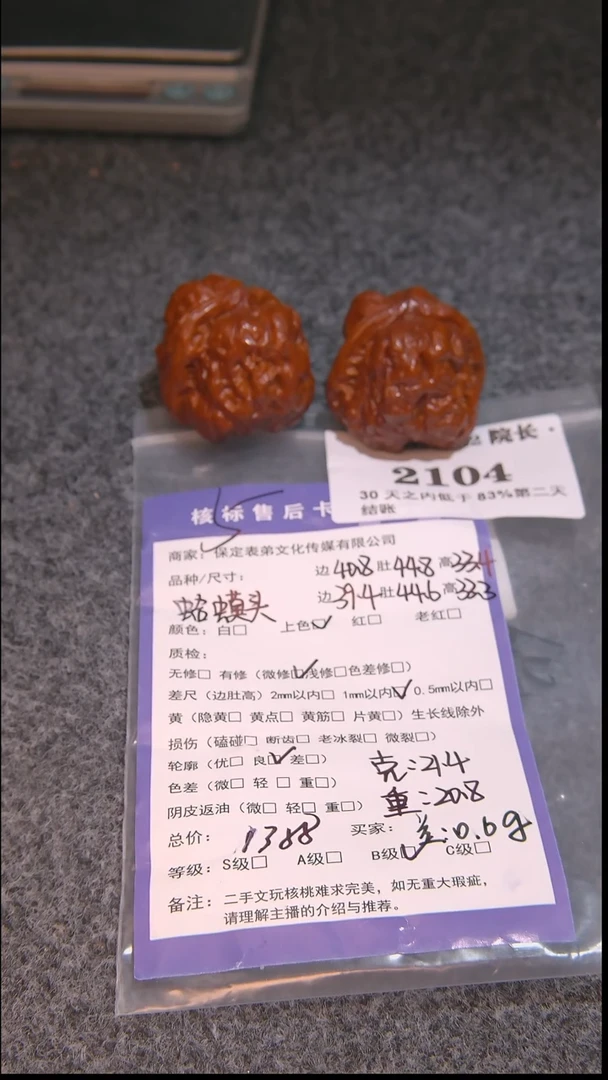 院长·
2104
30 天之内低于 83%第二天
结账
核标售后卡
商家：保定表弟文化传媒有限公司
品种/尺寸： 边40.8肚44.8高33.4
蛤蟆头 边39.4肚44.6高33.3
颜色：白□ 上色☑ 红□ 老红□
质检：
无修□ 有修（微修☑浅修□色差修□）
差尺（边肚高）2mm以内□ 1mm以内☑ 0.5mm以内□
黄（隐黄□ 黄点□ 黄筋□ 片黄□）生长线除外
损伤（磕碰□ 断齿□ 老冰裂□ 微裂□）
轮廓（优□ 良☑ 差□） 克：21.4
色差（微□ 轻□ 重□） 重：20.8
阴皮返油（微□ 轻□ 重□）
总价：1388 买家： 差：0.6g
等级：S级□ A级□ B级☑ C级□
备注：二手文玩核桃难求完美，如无重大瑕疵，
请理解主播的介绍与推荐。